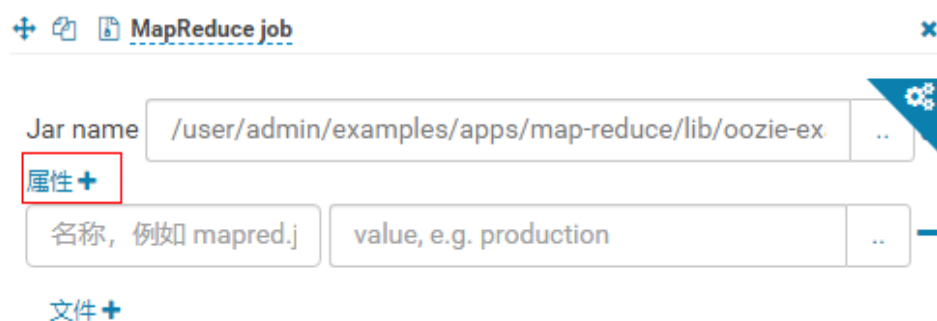 MapReduce job
Jar name /user/admin/examples/apps/map-reduce/lib/oozie-ex ..
属性
名称，例如 mapred.j value, e.g. production ..
文件